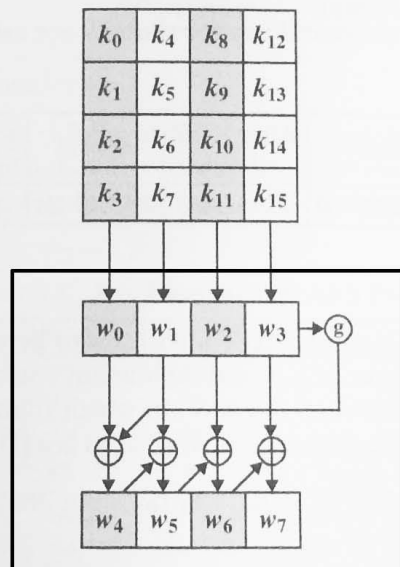 k₀ k₄ k₈ k₁₂
k₁ k₅ k₉ k₁₃
k₂ k₆ k₁₀ k₁₄
k₃ k₇ k₁₁ k₁₅
w₀ w₁ w₂ w₃ g
w₄ w₅ w₆ w₇